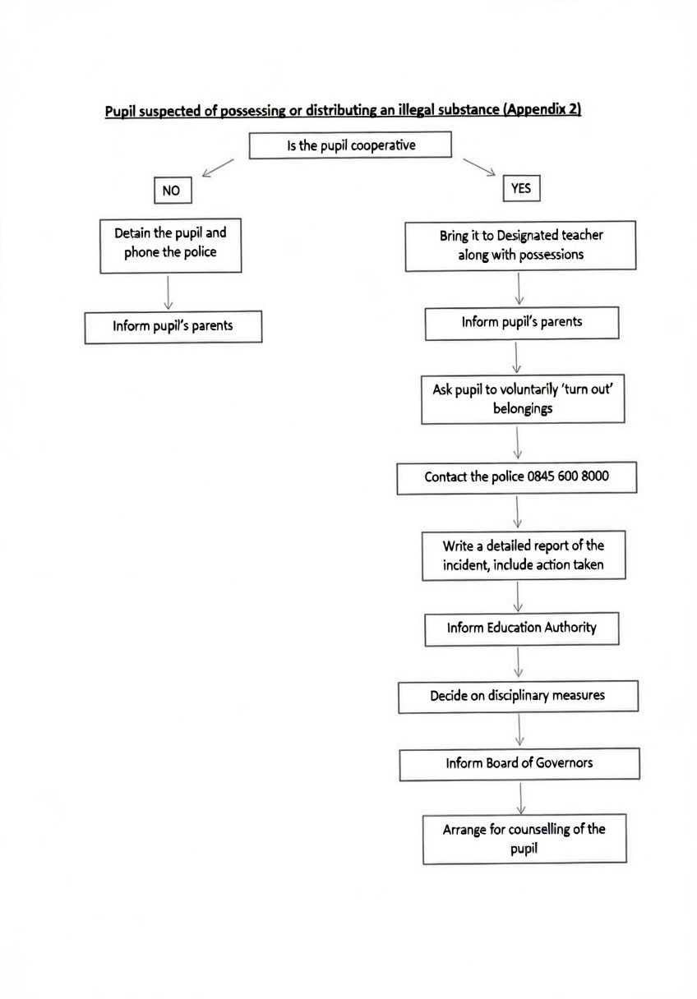 Pupil suspected of possessing or distributing an illegal substance (Appendix 2)
Is the pupil cooperative
NO
YES
Detain the pupil and
phone the police
Inform pupil's parents
Bring it to Designated teacher
along with possessions
Inform pupil's parents
Ask pupil to voluntarily 'turn out'
belongings
Contact the police 0845 600 8000
Write a detailed report of the
incident, include action taken
Inform Education Authority
Decide on disciplinary measures
Inform Board of Governors
Arrange for counselling of the
pupil